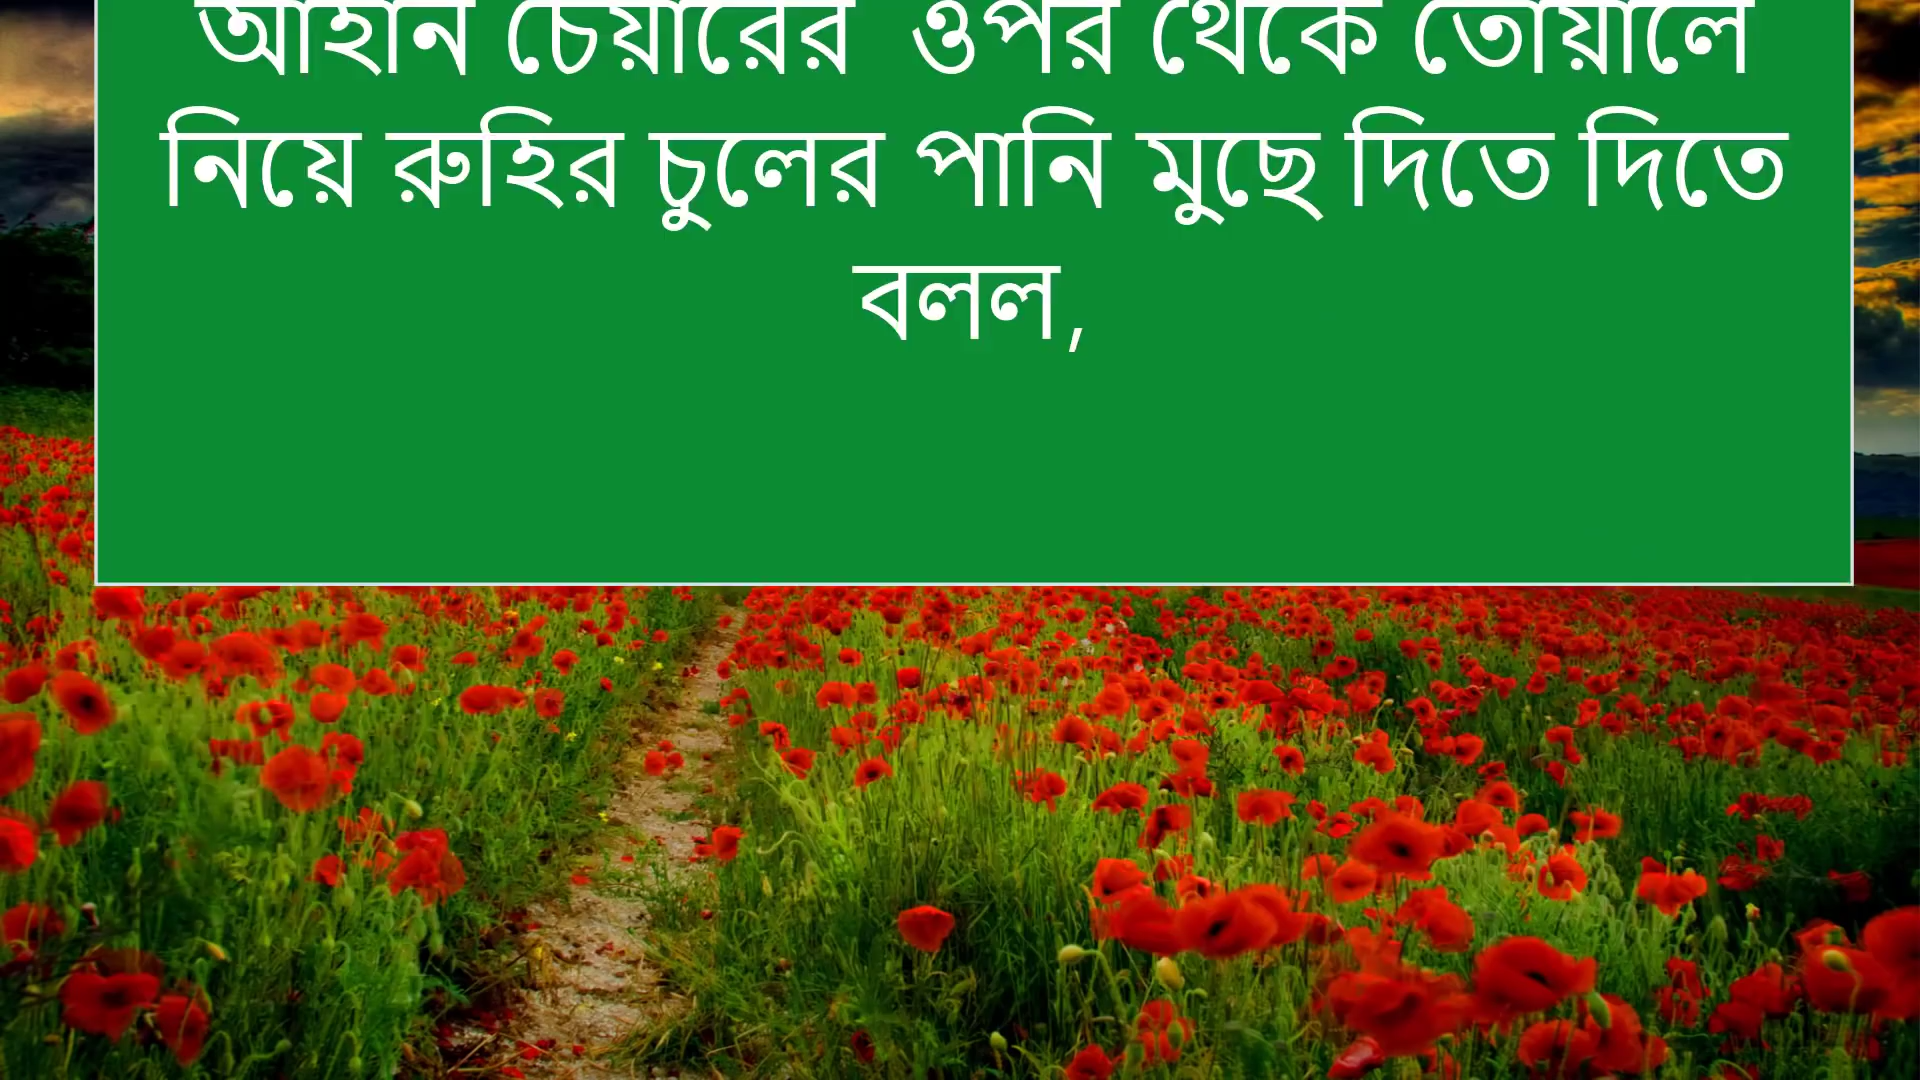 আহান চেয়ারের  ওপর থেকে তোয়ালে
নিয়ে রুহির চুলের পানি মুছে দিতে দিতে
বলল,